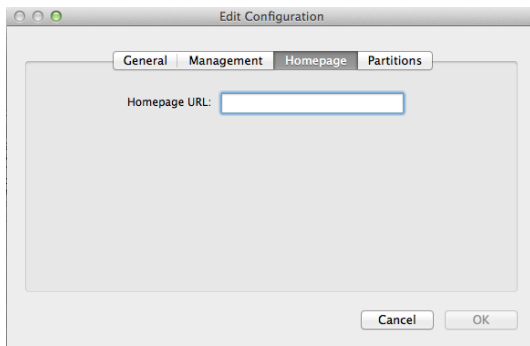 Edit Configuration
General Management Homepage Partitions
Homepage URL:
Cancel OK